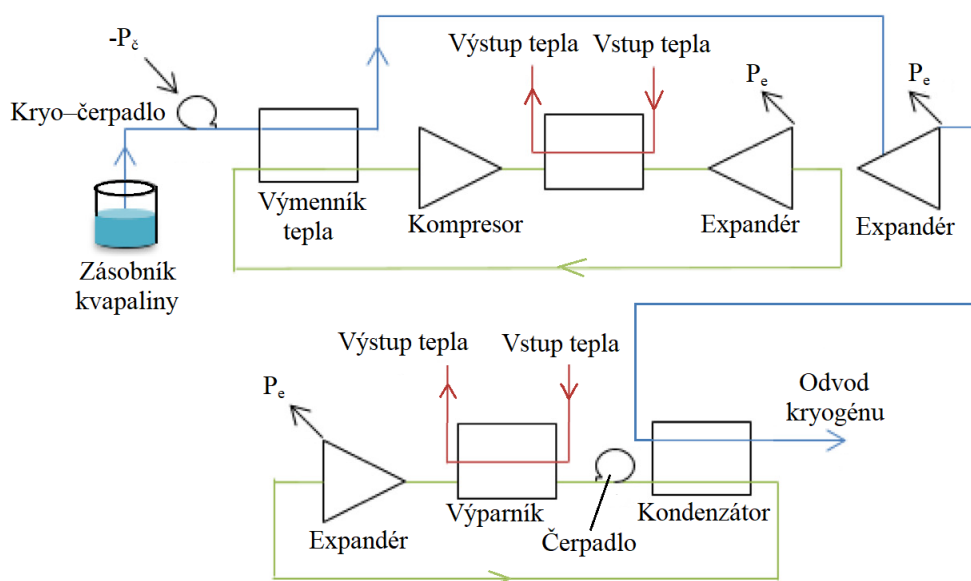 -Pč
Kryo–čerpadlo
Výstup tepla
Vstup tepla
Pe
Pe
Výmenník
tepla
Kompresor
Expandér
Expandér
Zásobník
kvapaliny
Výstup tepla
Vstup tepla
Pe
Odvod
kryogénu
Expandér
Výparník
Čerpadlo
Kondenzátor